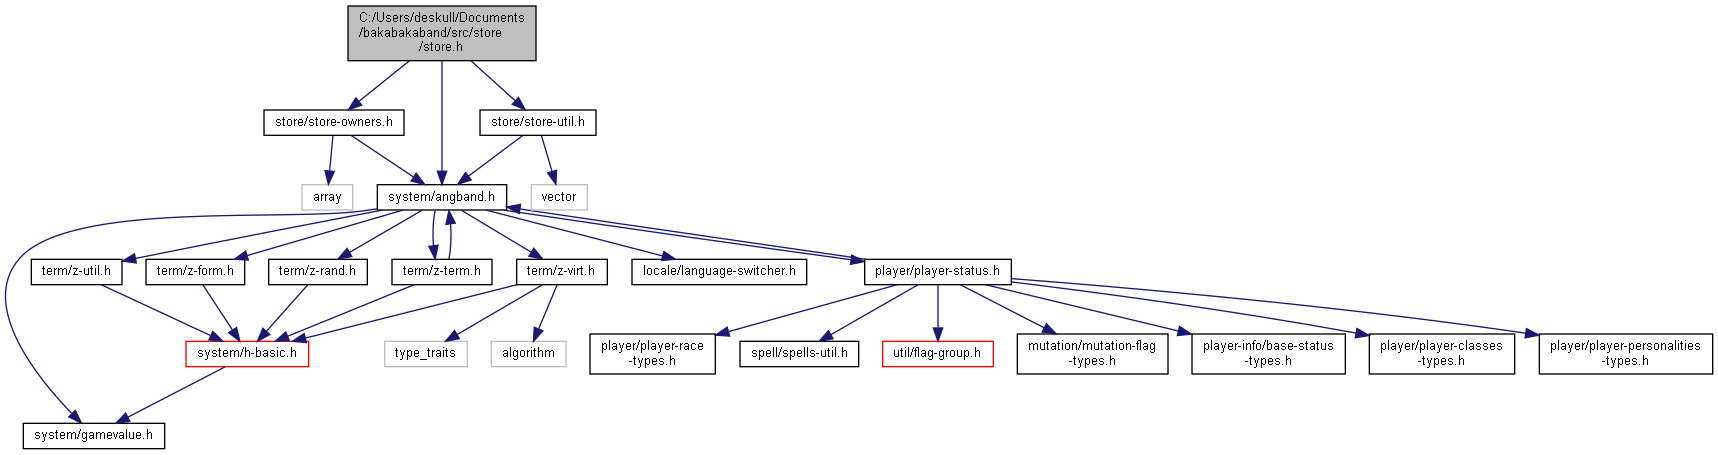 C:/Users/deskull/Documents
/bakabakaband/src/store
/store.h
store/store-owners.h
store/store-util.h
array
system/angband.h
vector
term/z-util.h
term/z-form.h
term/z-rand.h
term/z-term.h
term/z-virt.h
locale/language-switcher.h
player/player-status.h
system/h-basic.h
type_traits
algorithm
player/player-race
-types.h
spell/spells-util.h
util/flag-group.h
mutation/mutation-flag
-types.h
player-info/base-status
-types.h
player/player-classes
-types.h
player/player-personalities
-types.h
system/gamevalue.h